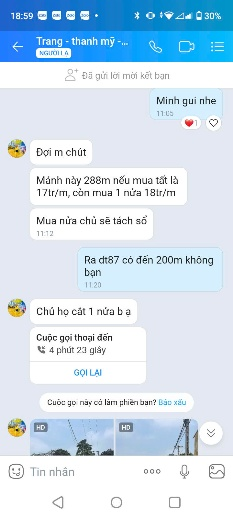 18:59
30%
Trang - thanh mỹ -...
NGƯỜI LẠ
Đã gửi lời mời kết bạn
Mình gui nhe
11:05
1
Đợi m chút
Mảnh này 288m nếu mua tất là
17tr/m, còn mua 1 nửa 18tr/m
Mua nửa chủ sẽ tách sổ
11:12
Ra dt87 có đến 200m không
bạn
11:20
Chủ họ cắt 1 nửa b ạ
Cuộc gọi thoại đến
4 phút 23 giây
GỌI LẠI
Cuộc gọi này có làm phiền bạn? Báo xấu
HD
HD
Tin nhắn